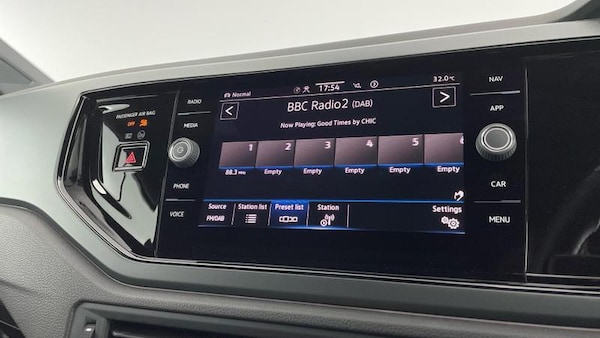 PASSENGER AIR BAG
OFF
RADIO
MEDIA
PHONE
VOICE
Normal
17:54
32.0°C
BBC Radio2 (DAB)
Now Playing: Good Times by CHIC
1 2 3 4 5 6
88.3 MHz Empty Empty Empty Empty Empty
Source
FM/DAB
Station list
Preset list
Station
Settings
NAV
APP
CAR
MENU